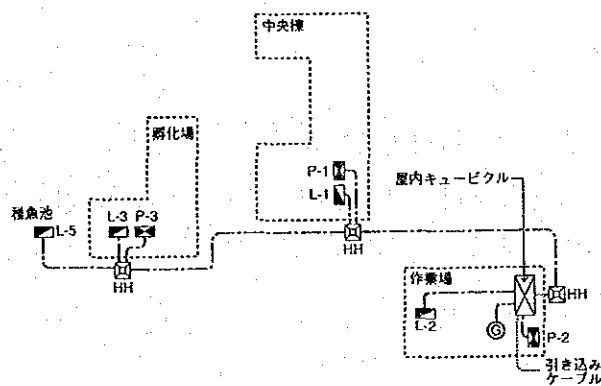 中央棟
孵化場
P-1
L-1
屋内キュービクル
稚魚池
L-5
L-3 P-3
HH
HH
作業場
HH
L-2
G
P-2
引き込み
ケーブル